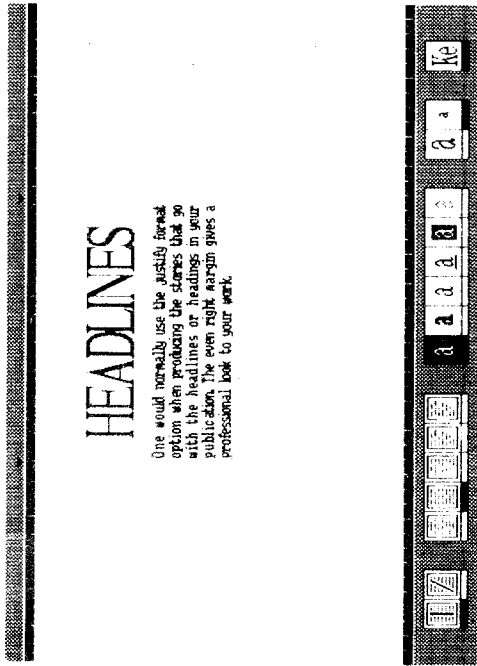 HEADLINES
One would normally use the justify format
option when producing the stories that go
with the headlines or headings in your
publication. The even right margin gives a
professional look to your work.
a a a a a a a
a a
Ke